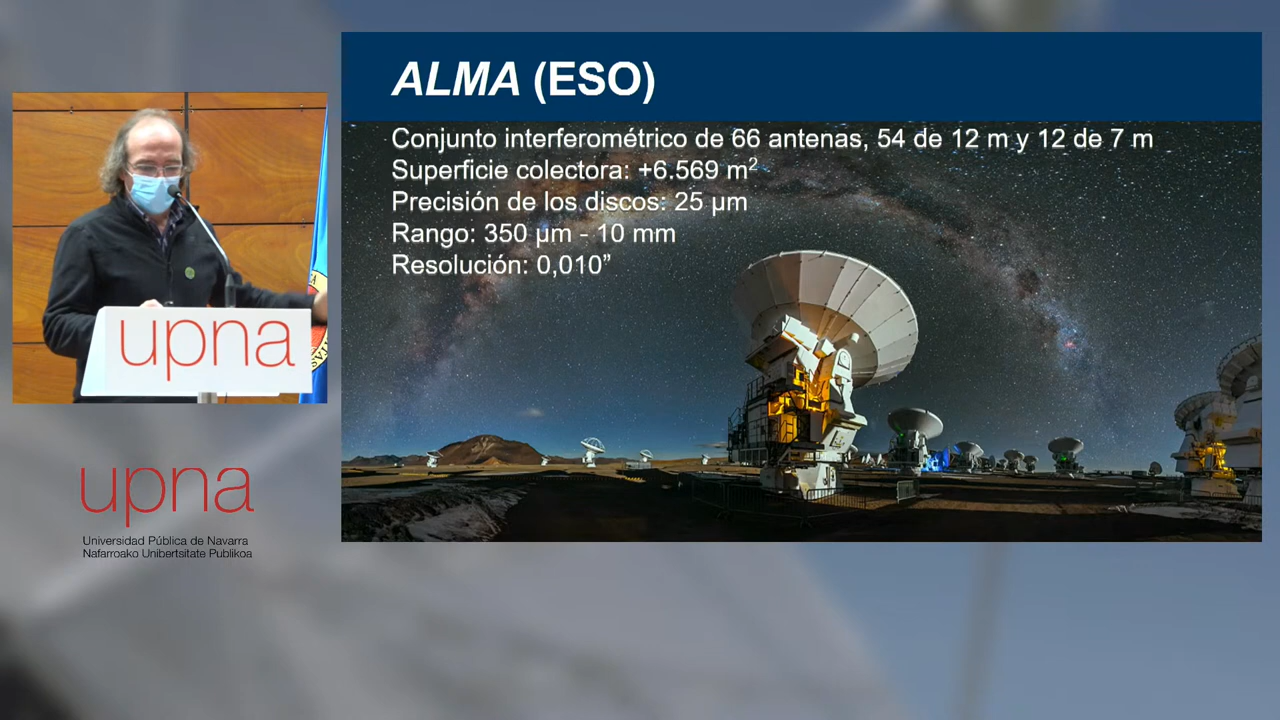 ALMA (ESO)
Conjunto interferométrico de 66 antenas, 54 de 12 m y 12 de 7 m
Superficie colectora: +6.569 m²
Precisión de los discos: 25 µm
Rango: 350 µm - 10 mm
Resolución: 0,010”
upna
upna
Universidad Pública de Navarra
Nafarroako Unibertsitate Publikoa